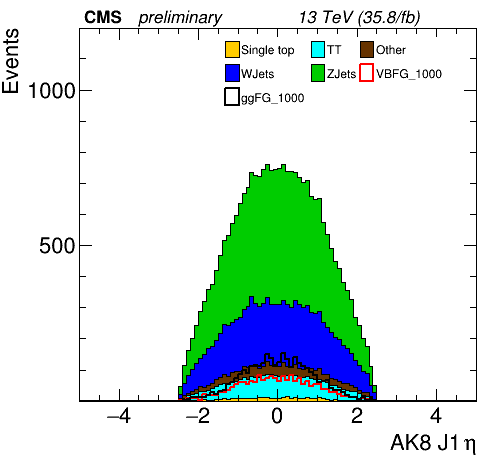 CMS preliminary 13 TeV (35.8/fb)
Events
Single top TT Other
WJets ZJets VBFG_1000
ggFG_1000
1000
500
−4 −2 0 2 4
AK8 J1 η